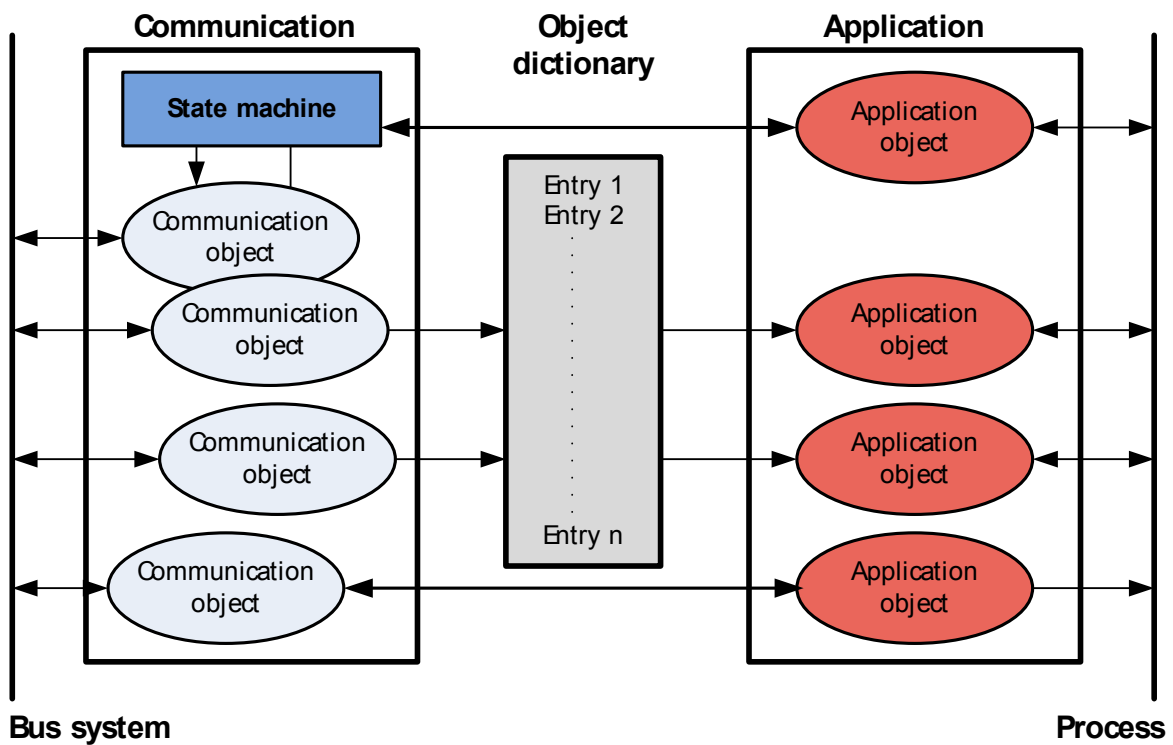 Communication
Object
dictionary
Application
State machine
Communication
object
Communication
object
Communication
object
Communication
object
Entry 1
Entry 2
Entry n
Application
object
Application
object
Application
object
Application
object
Bus system
Process